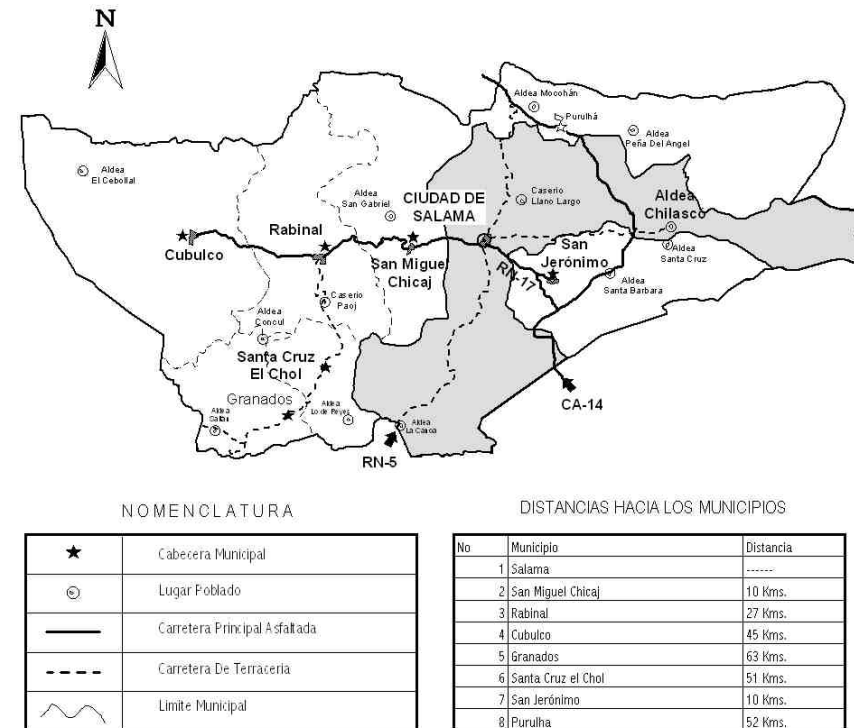 N
Aldea Mocohán
Purulhá
Aldea
Peña Del Angel
Aldea
El Cebollal
Aldea
San Gabriel
CIUDAD DE
SALAMA
Caserio
Llano Largo
Aldea
Chilasco
Rabinal
Cubulco
San Miguel
Chicaj
San
Jerónimo
Aldea
Santa Cruz
RN-17
Aldea
Santa Barbara
Caserio
Paoj
Aldea
Concul
Santa Cruz
El Chol
Granados
Aldea
Aldea
Lo de Reyes
Aldea
La Canoa
CA-14
RN-5
NOMENCLATURA
Cabecera Municipal
Lugar Poblado
Carretera Principal Asfaltada
Carretera De Terraceria
Limite Municipal
DISTANCIAS HACIA LOS MUNICIPIOS
No Municipio Distancia
1 Salama ------
2 San Miguel Chicaj 10 Kms.
3 Rabinal 27 Kms.
4 Cubulco 45 Kms.
5 Granados 63 Kms.
6 Santa Cruz el Chol 51 Kms.
7 San Jerónimo 10 Kms.
8 Purulha 52 Kms.